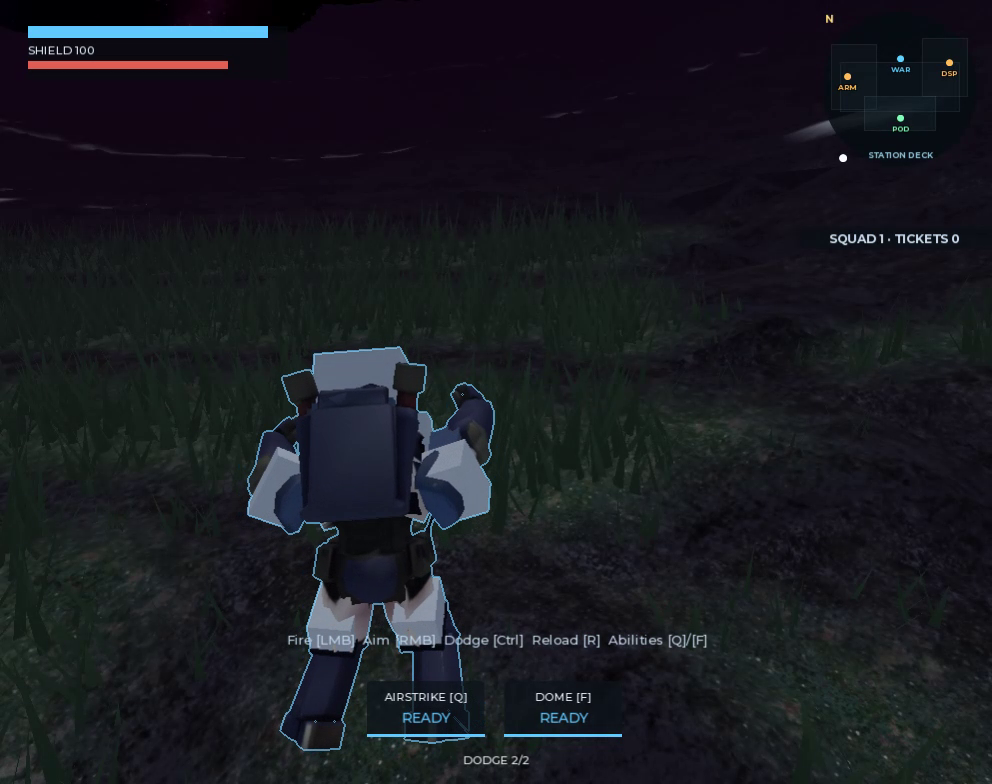 SHIELD 100
N
WAR
DSP
ARM
POD
STATION DECK
SQUAD 1 · TICKETS 0
Fire [LMB] Aim [RMB] Dodge [Ctrl] Reload [R] Abilities [Q]/[F]
AIRSTRIKE [Q]
READY
DOME [F]
READY
DODGE 2/2